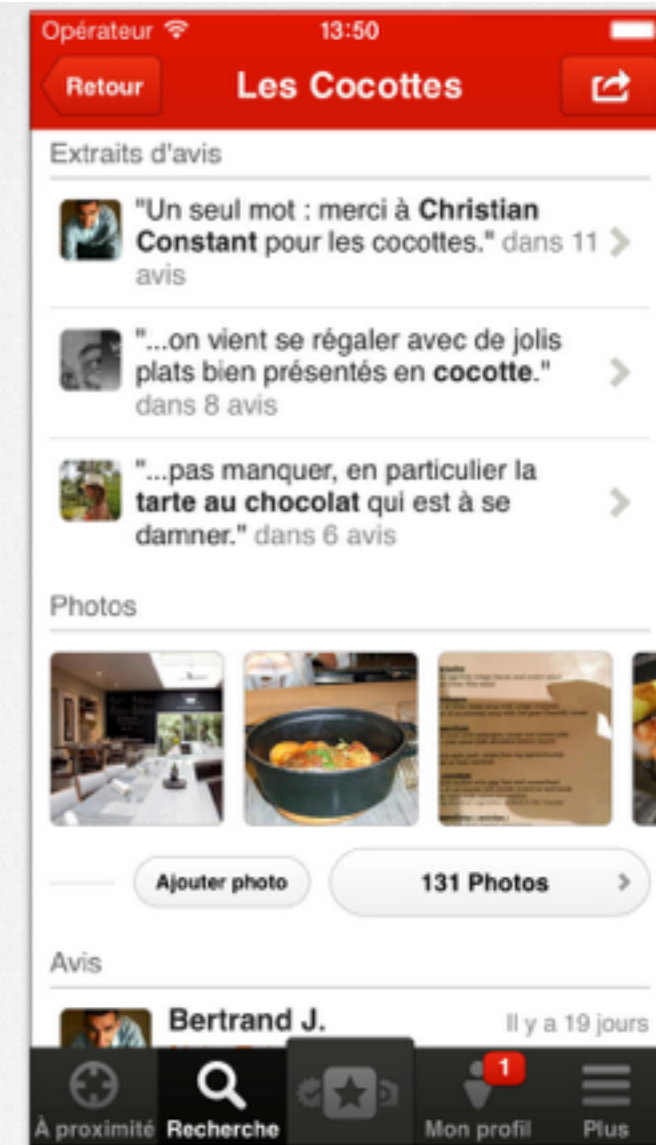 Opérateur 13:50
Retour Les Cocottes
Extraits d'avis
"Un seul mot : merci à Christian
Constant pour les cocottes." dans 11
avis
"...on vient se régaler avec de jolis
plats bien présentés en cocotte."
dans 8 avis
"...pas manquer, en particulier la
tarte au chocolat qui est à se
damner." dans 6 avis
Photos
Ajouter photo 131 Photos
Avis
Bertrand J. Il y a 19 jours
1
À proximité Recherche Mon profil Plus